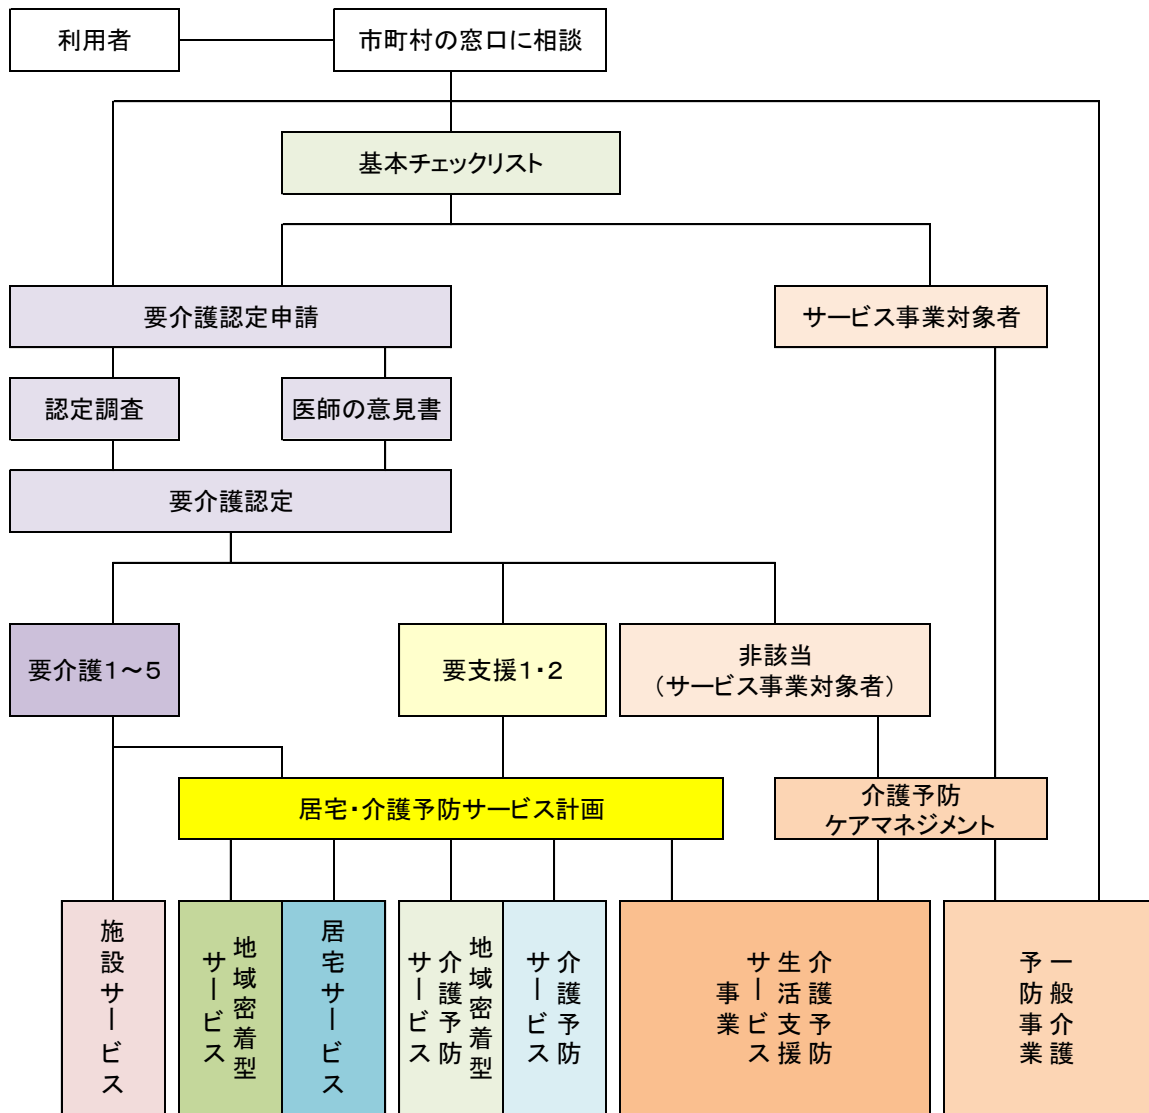 利用者
市町村の窓口に相談
基本チェックリスト
要介護認定申請
サービス事業対象者
認定調査
医師の意見書
要介護認定
要介護１～５
要支援１・２
非該当
（サービス事業対象者）
居宅・介護予防サービス計画
介護予防
ケアマネジメント
施設サービス
地域密着型
サービス
居宅サービス
地域密着型
介護予防
サービス
介護予防
サービス
介護予防
生活支援
サービス
事業
一般介護
予防事業